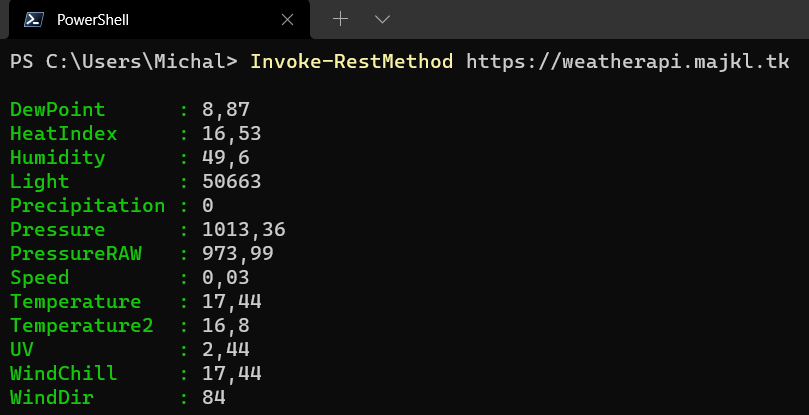 PowerShell
PS C:\Users\Michal> Invoke-RestMethod https://weatherapi.majkl.tk
DewPoint : 8,87
HeatIndex : 16,53
Humidity : 49,6
Light : 50663
Precipitation : 0
Pressure : 1013,36
PressureRAW : 973,99
Speed : 0,03
Temperature : 17,44
Temperature2 : 16,8
UV : 2,44
WindChill : 17,44
WindDir : 84